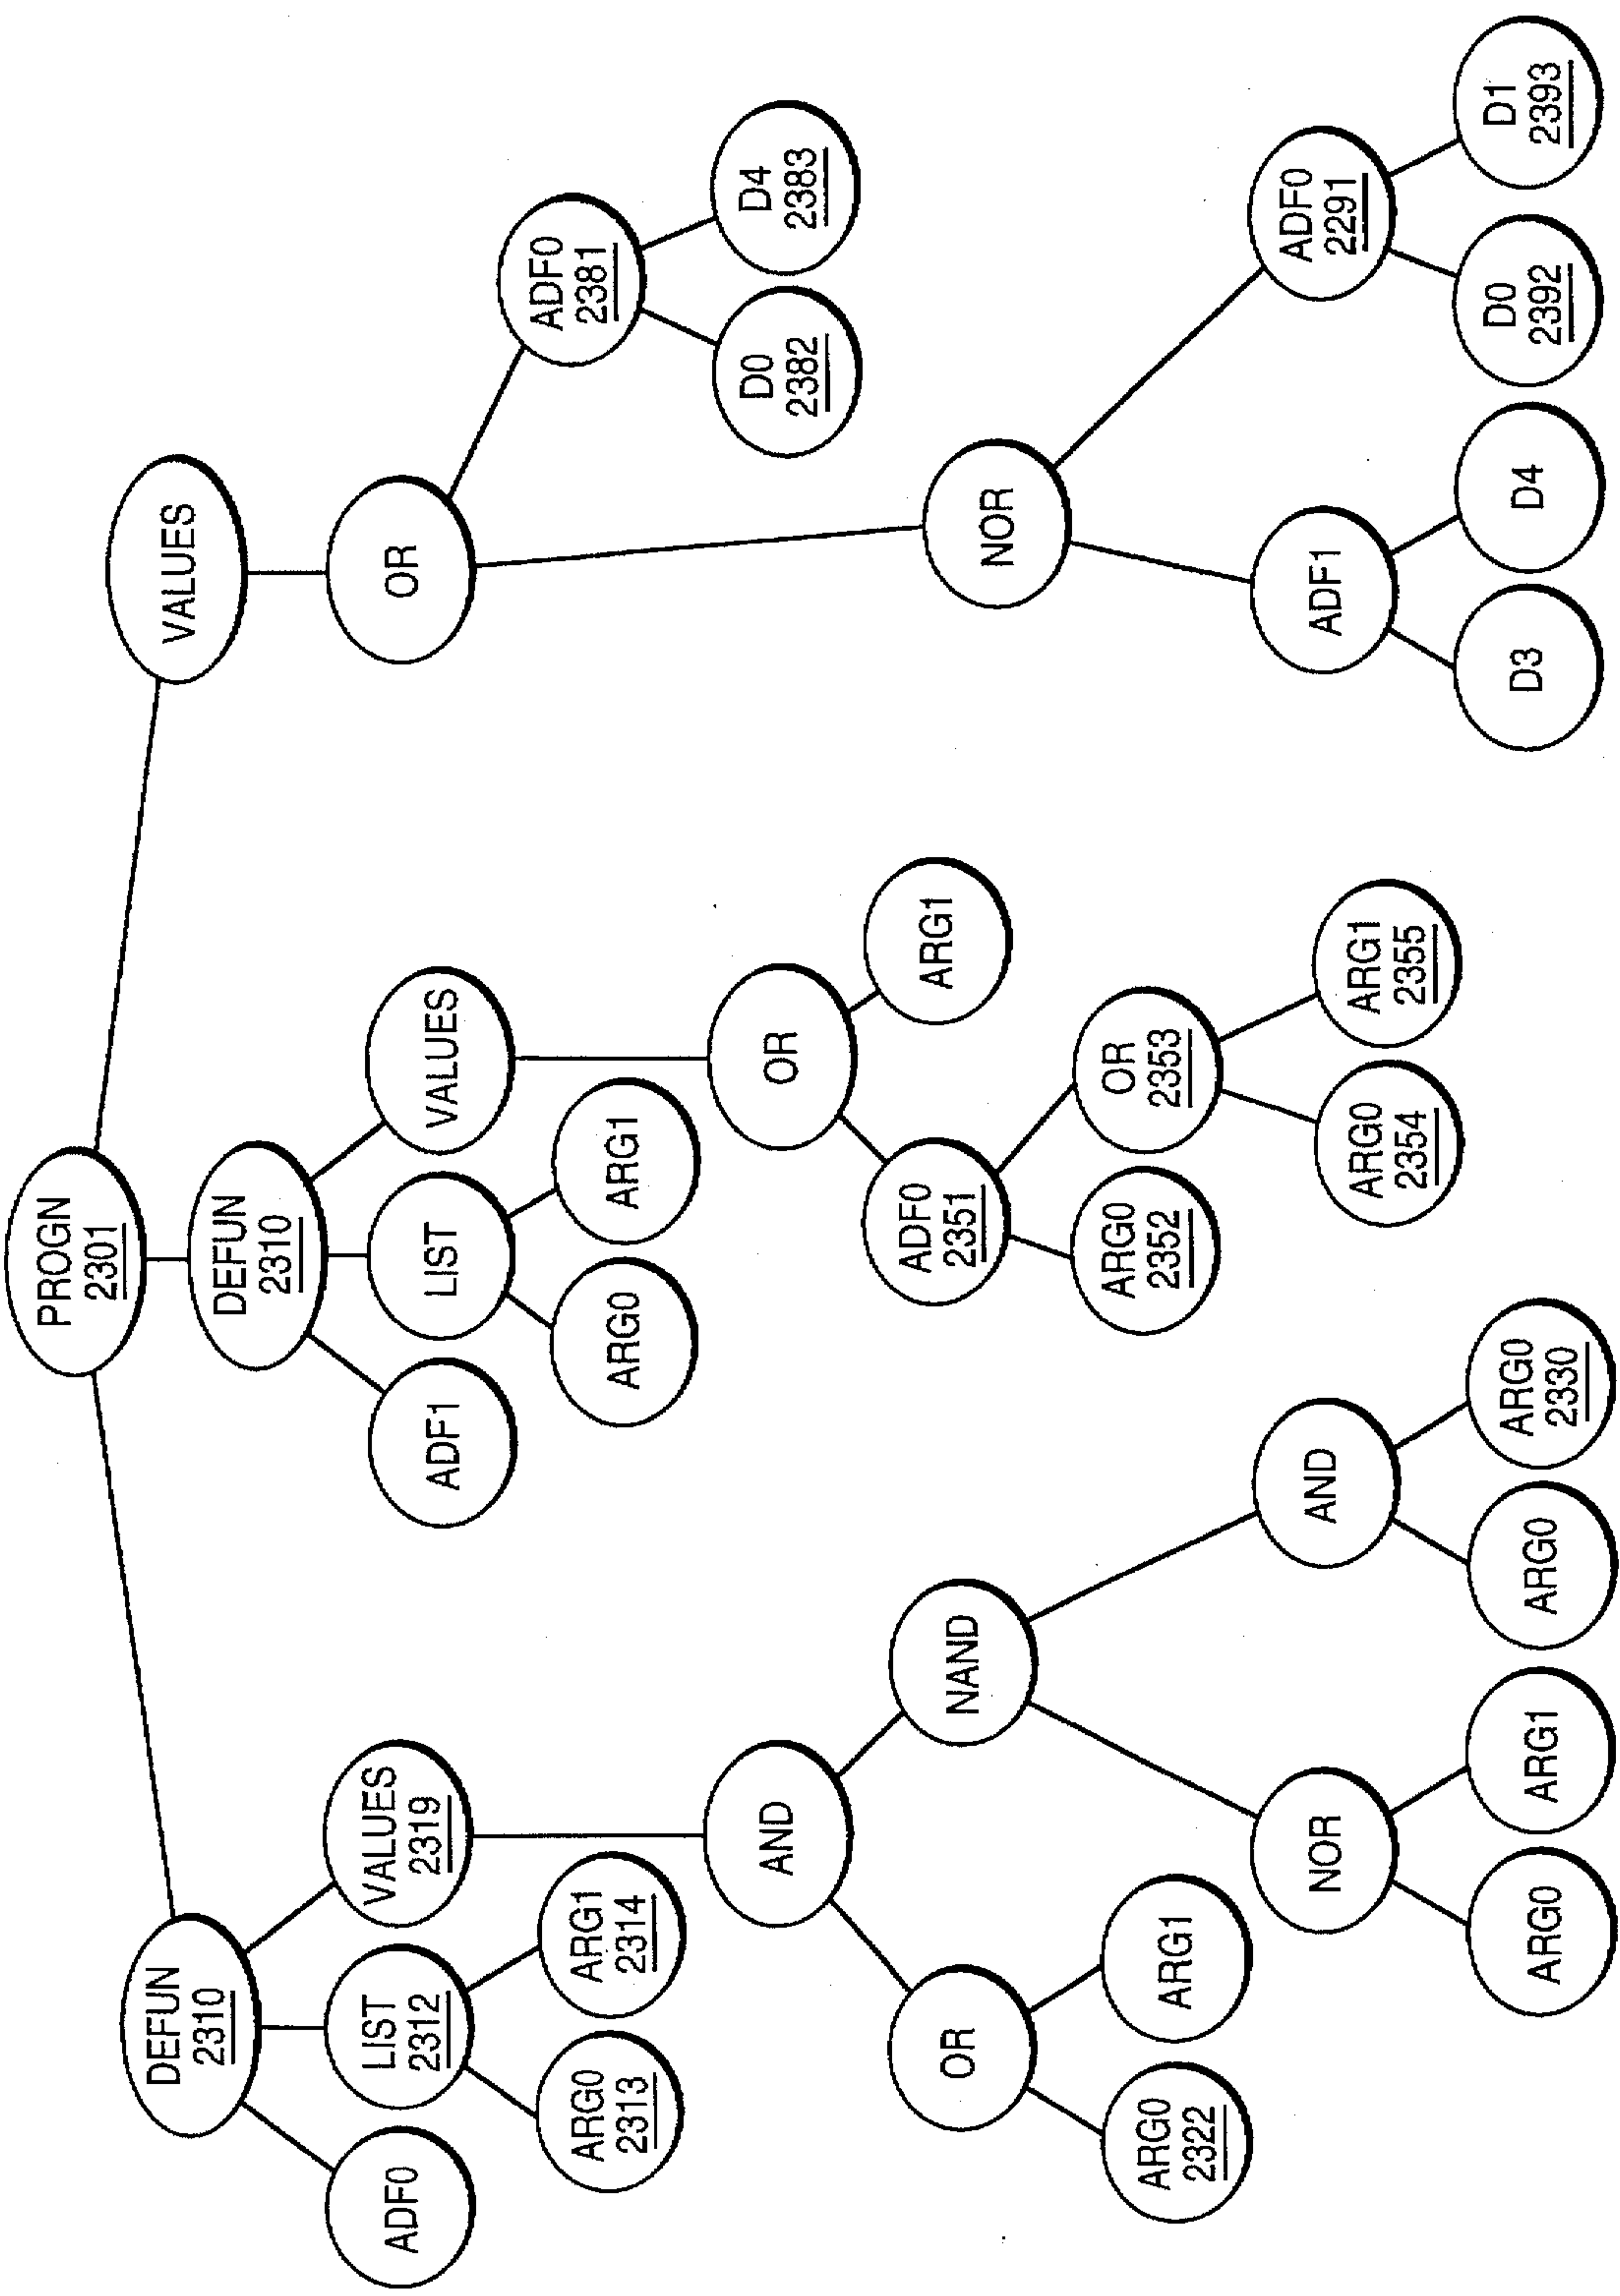 PROGN
2301
DEFUN
2310
DEFUN
2310
VALUES
ADF0
LIST
2312
VALUES
2319
ARG0
2313
ARG1
2314
AND
OR
NAND
ARG0
2322
ARG1
NOR
AND
ARG0
ARG1
ARG0
ARG0
2330
ADF1
LIST
VALUES
ARG0
ARG1
OR
ADF0
2351
ARG1
ARG0
2352
OR
2353
ARG0
2354
ARG1
2355
OR
ADF0
2381
D0
2382
D4
2383
NOR
ADF1
ADF0
2291
D3
D4
D0
2392
D1
2393